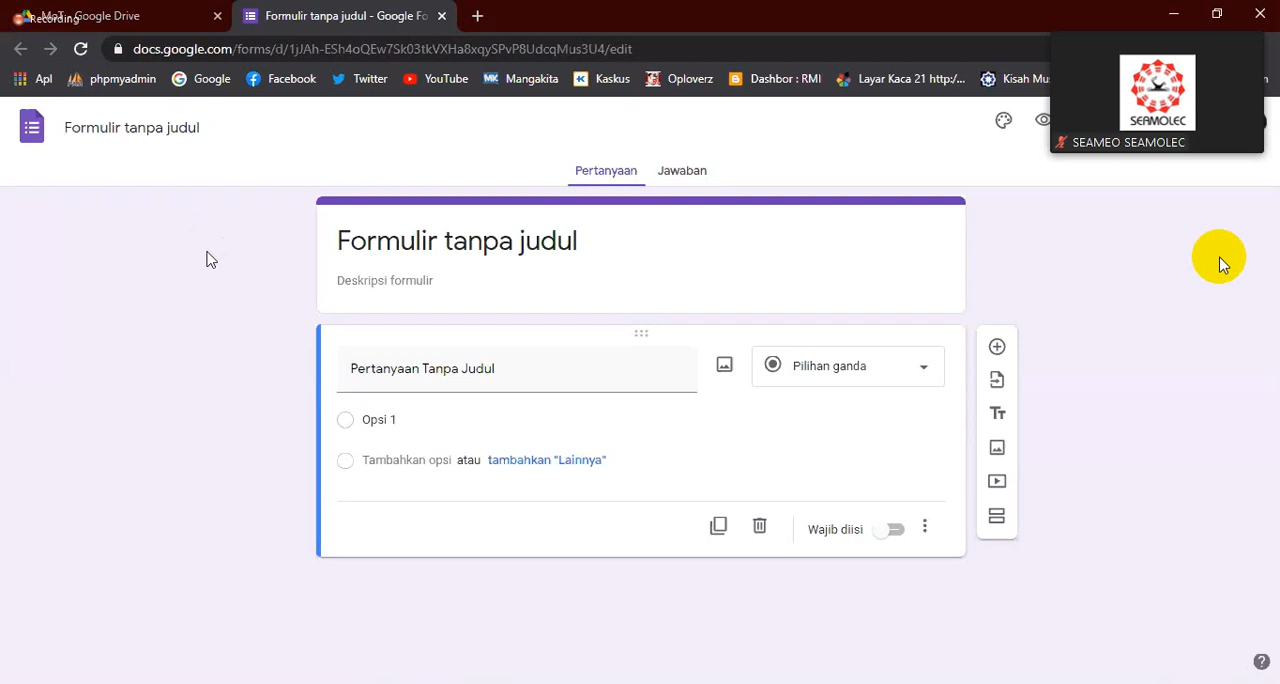 Recording
MoT - Google Drive
Formulir tanpa judul - Google Fo
docs.google.com/forms/d/1jJAh-ESh4oQEw7Sk03tkVXHa8xqySPvP8UdcqMus3U4/edit
Apl
phpmyadmin
Google
Facebook
Twitter
YouTube
Mangakita
Kaskus
Oploverz
Dashbor : RMI
Layar Kaca 21 http:/...
Kisah Mu
SEAMOLEC
SEAMEO SEAMOLEC
Formulir tanpa judul
Pertanyaan
Jawaban
Formulir tanpa judul
Deskripsi formulir
Pertanyaan Tanpa Judul
Pilihan ganda
Opsi 1
Tambahkan opsi atau tambahkan "Lainnya"
Wajib diisi